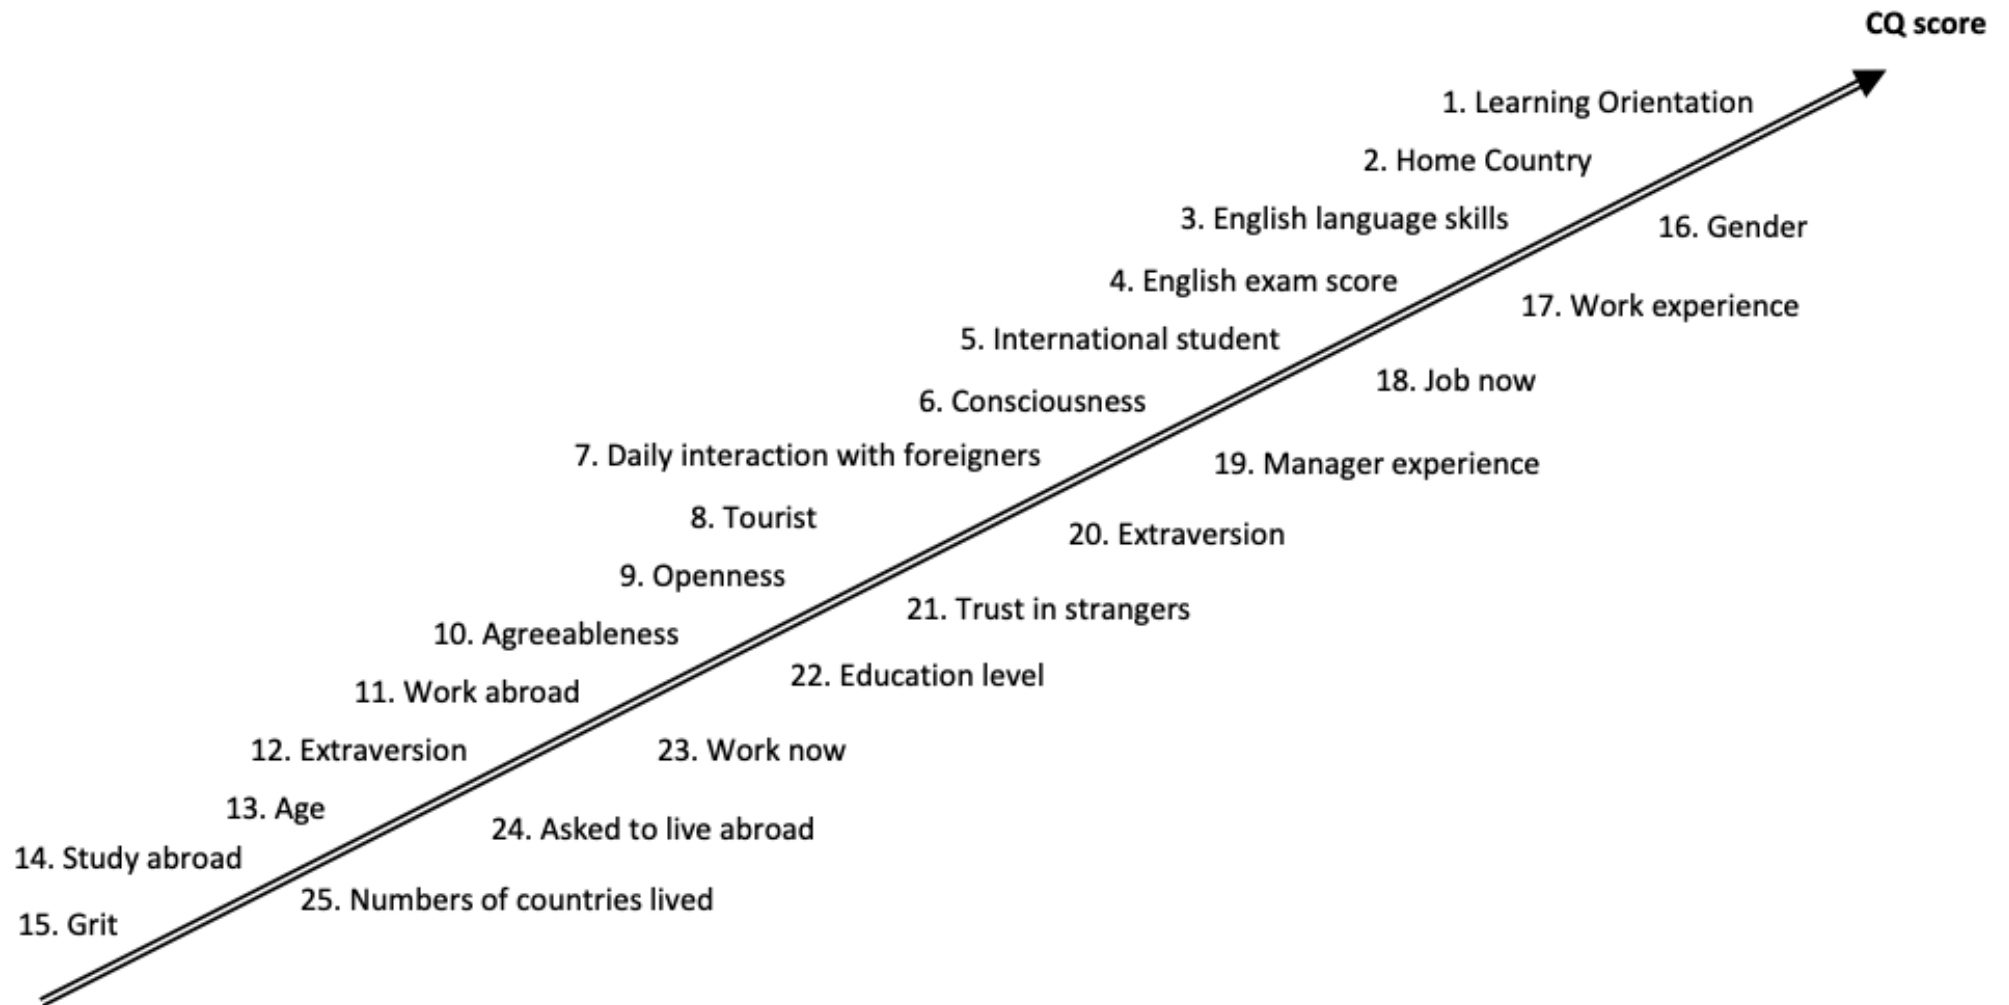 CQ score
1. Learning Orientation
2. Home Country
3. English language skills
16. Gender
4. English exam score
17. Work experience
5. International student
18. Job now
6. Consciousness
7. Daily interaction with foreigners
19. Manager experience
8. Tourist
20. Extraversion
9. Openness
21. Trust in strangers
10. Agreeableness
22. Education level
11. Work abroad
12. Extraversion
23. Work now
13. Age
24. Asked to live abroad
14. Study abroad
25. Numbers of countries lived
15. Grit